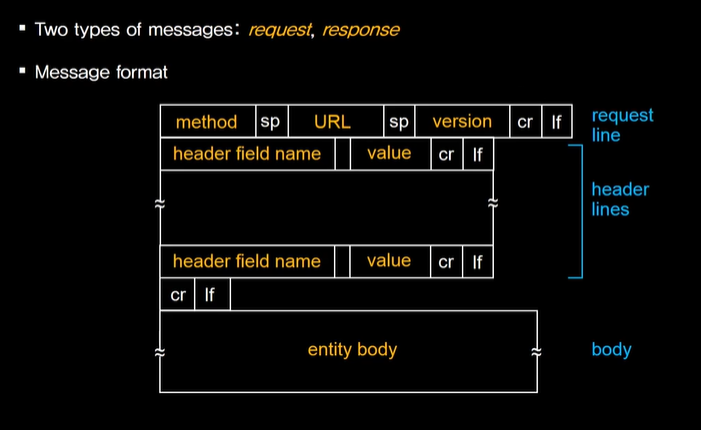 ▪ Two types of messages: request, response
▪ Message format
method sp URL sp version cr lf request line
header field name value cr lf
header lines
header field name value cr lf
cr lf
entity body body